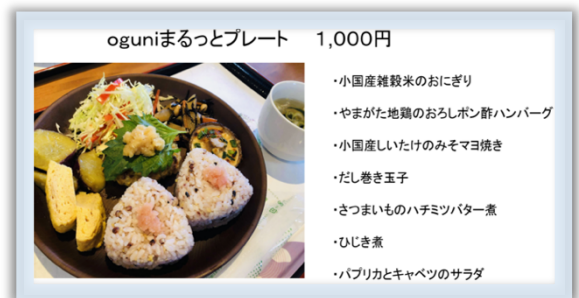 oguniまるっとプレート 1,000円
・小国産雑穀米のおにぎり
・やまがた地鶏のおろしポン酢ハンバーグ
・小国産しいたけのみそマヨ焼き
・だし巻き玉子
・さつまいものハチミツバター煮
・ひじき煮
・パプリカとキャベツのサラダ